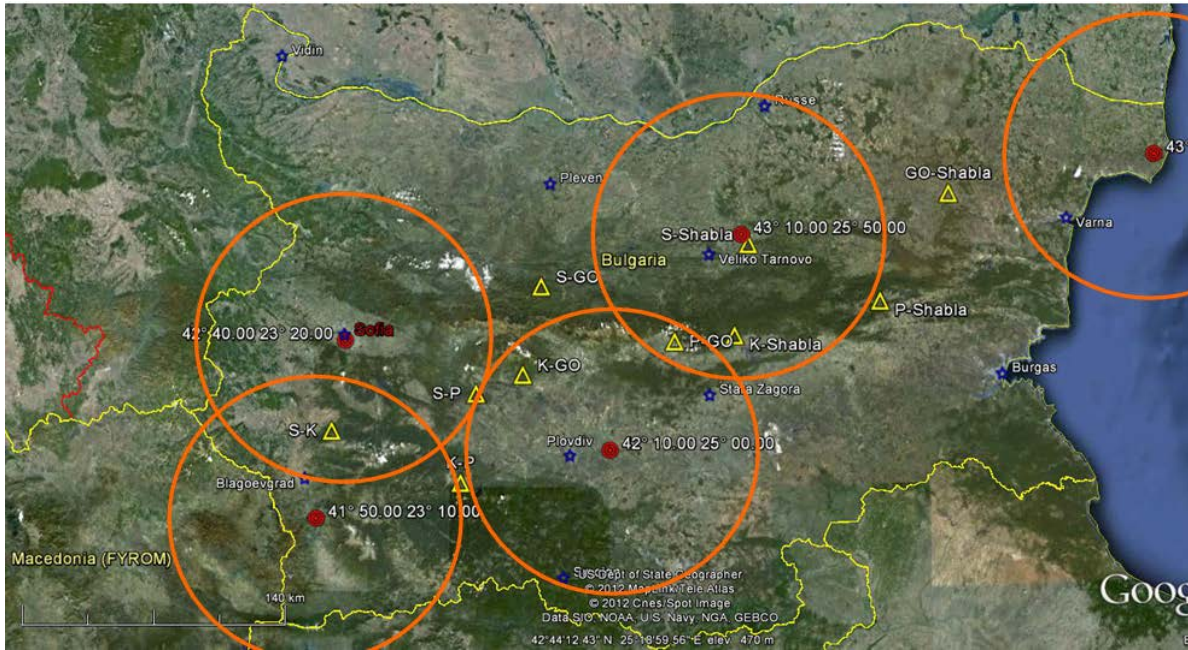 Vidin
Russe
Pleven
GO-Shabla
43°
Varna
S-Shabla
43° 10.00 25° 50.00
Veliko Tarnovo
Bulgaria
S-GO
P-Shabla
42° 40.00 23° 20.00
Sofia
P-GO
K-Shabla
K-GO
Burgas
S-P
Stara Zagora
S-K
Plovdiv
42° 10.00 25° 00.00
K-P
Blagoevgrad
41° 50.00 23° 10.00
Macedonia (FYROM)
US Dept of State Geographer
© 2012 MapLink/Tele Atlas
140 km
© 2012 Cnes/Spot Image
Data SIO, NOAA, U.S. Navy, NGA, GEBCO
Goog
42°44'12.43" N 25°18'59.56" E elev 470 m